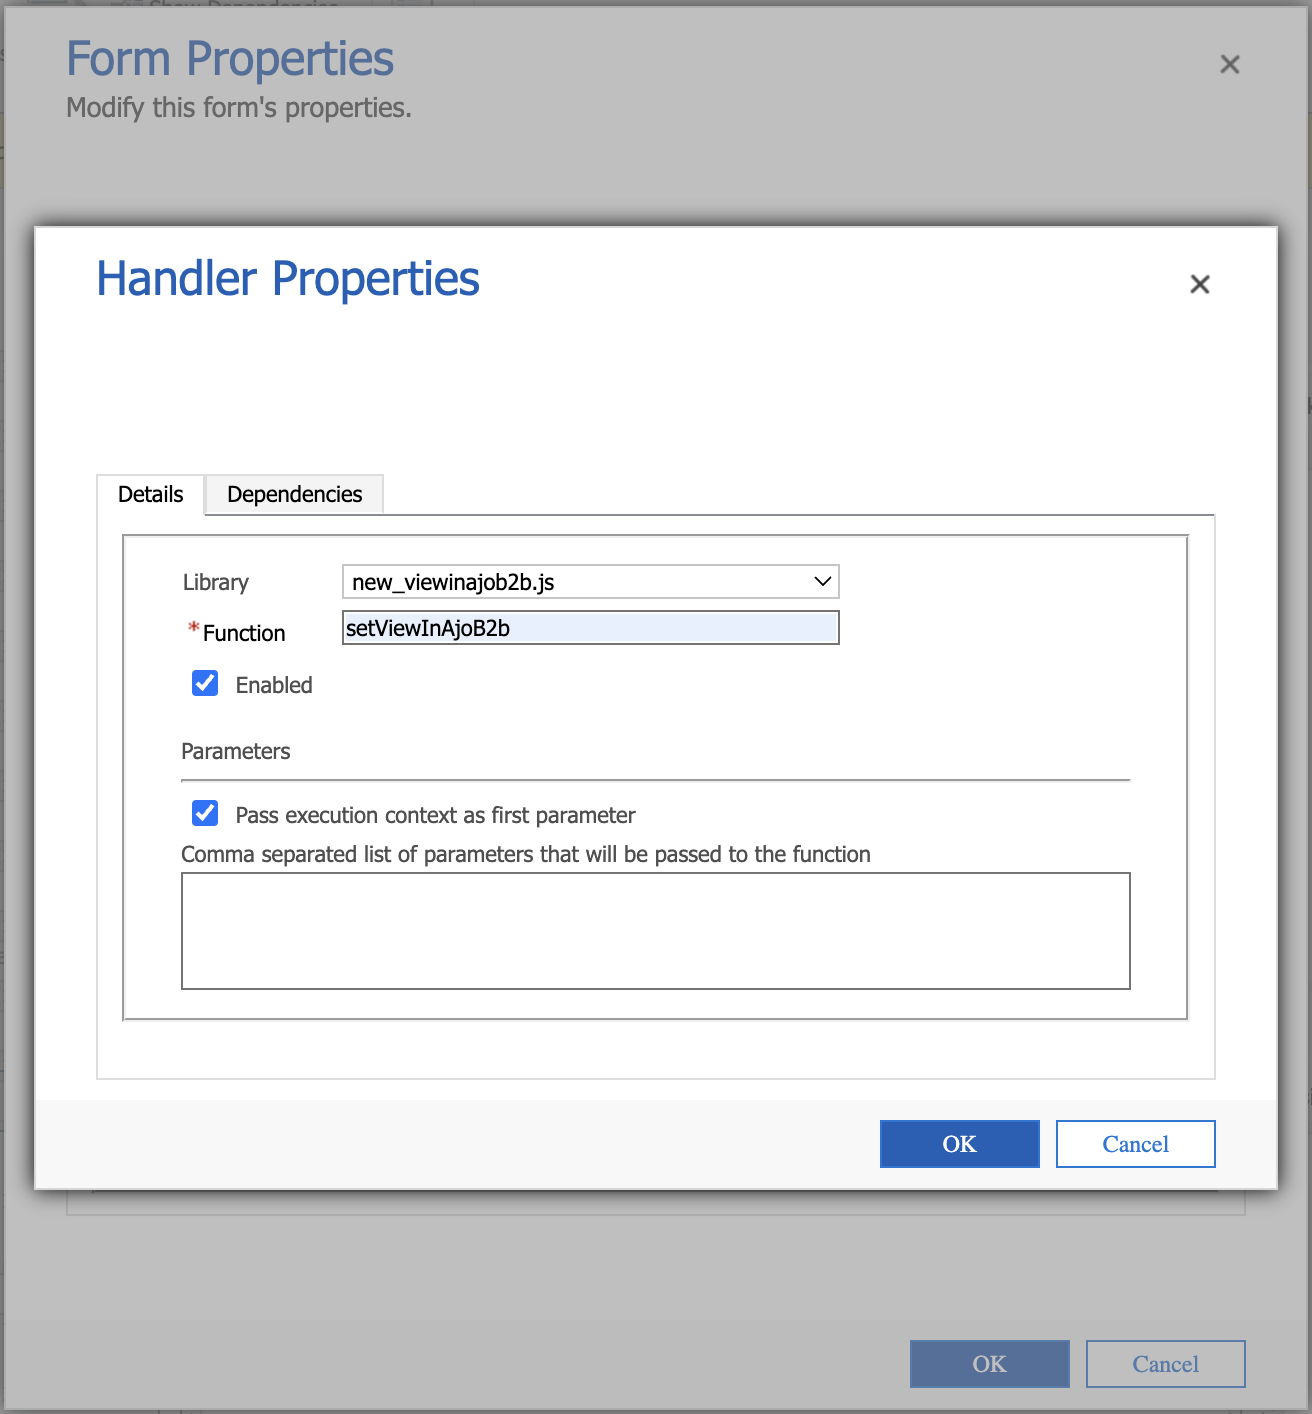 Show Dependencies
Form Properties
Modify this form's properties.
Handler Properties
Details
Dependencies
Library
new_viewinajob2b.js
*Function
setViewInAjoB2b
Enabled
Parameters
Pass execution context as first parameter
Comma separated list of parameters that will be passed to the function
OK
Cancel
OK
Cancel